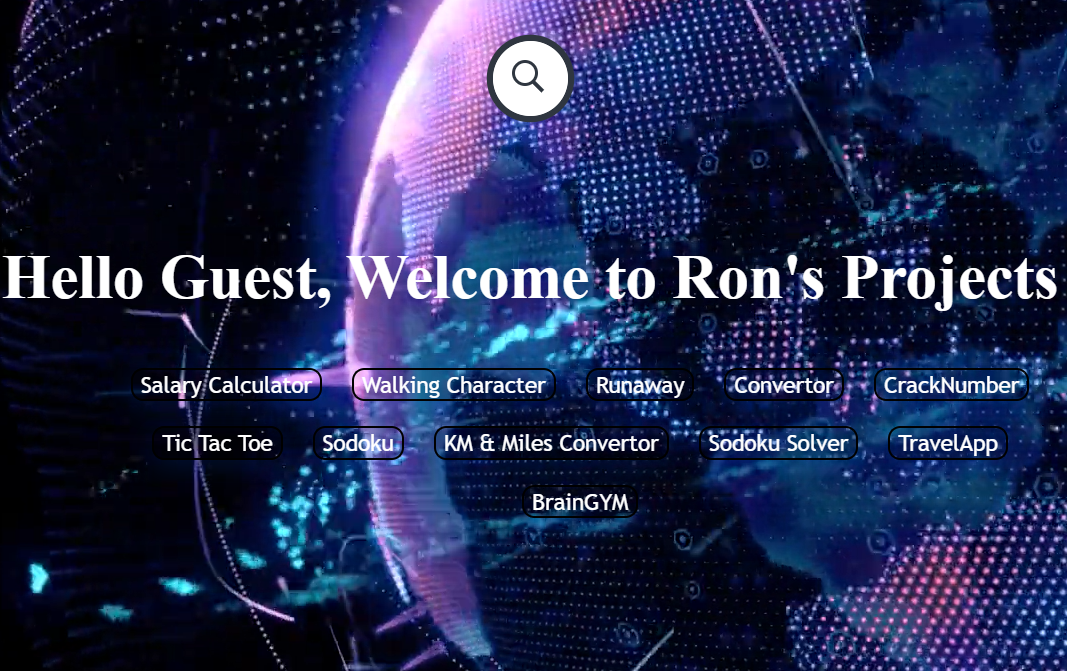 Hello Guest, Welcome to Ron's Projects
Salary Calculator Walking Character Runaway Convertor CrackNumber
Tic Tac Toe Sodoku KM & Miles Convertor Sodoku Solver TravelApp
BrainGYM